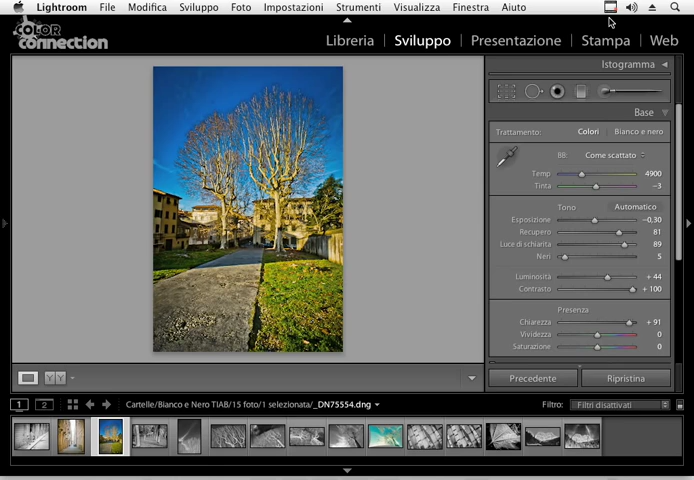 Lightroom File Modifica Sviluppo Foto Impostazioni Strumenti Visualizza Finestra Aiuto
COLOR connection
Libreria Sviluppo Presentazione Stampa Web
Istogramma
Base
Trattamento: Colori Bianco e nero
BB: Come scattato
Temp 4900
Tinta −3
Tono Automatico
Esposizione −0,30
Recupero 81
Luce di schiarita 89
Neri 5
Luminosità + 44
Contrasto + 100
Presenza
Chiarezza + 91
Vividezza 0
Saturazione 0
YY
Precedente Ripristina
1 2 Cartelle/Bianco e Nero TIAB/15 foto/1 selezionata/_DN75554.dng Filtro: Filtri disattivati